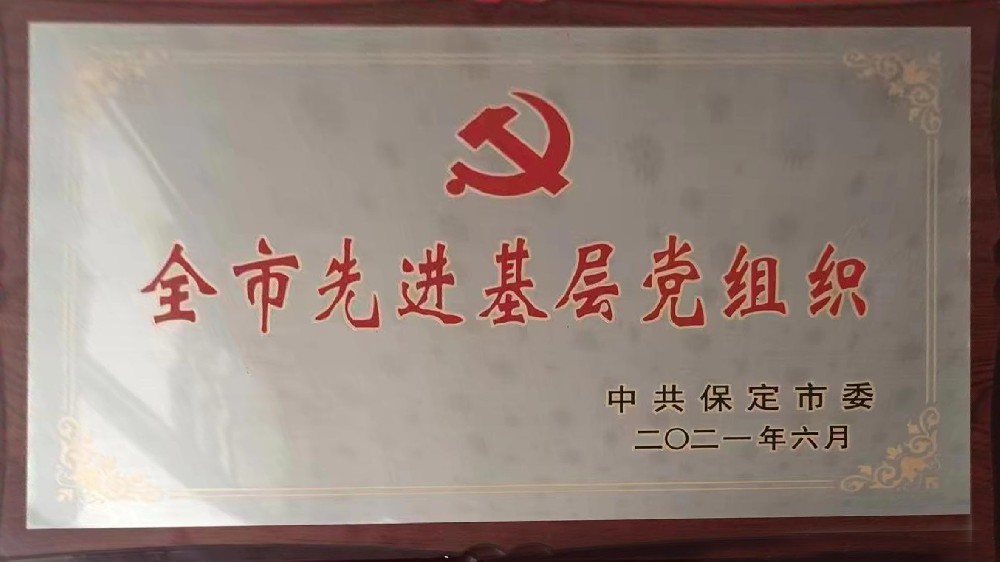 全市先进基层党组织
中共保定市委
二〇二一年六月